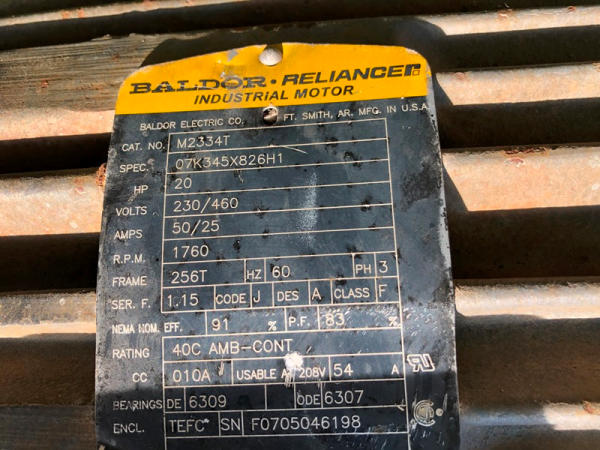 BALDOR • RELIANCER
INDUSTRIAL MOTOR
BALDOR ELECTRIC CO. FT. SMITH, AR. MFG. IN U.S.A.
CAT. NO. M2334T
SPEC. 07K345X826H1
HP 20
VOLTS 230/460
AMPS 50/25
R.P.M. 1760
FRAME 256T HZ 60 PH 3
SER. F. 1.15 CODE J DES A CLASS F
NEMA NOM. EFF. 91 % P.F. 83 %
RATING 40C AMB-CONT
CC 010A USABLE AT 208V 54 A
BEARINGS DE 6309 ODE 6307
ENCL. TEFC SN F0705046198